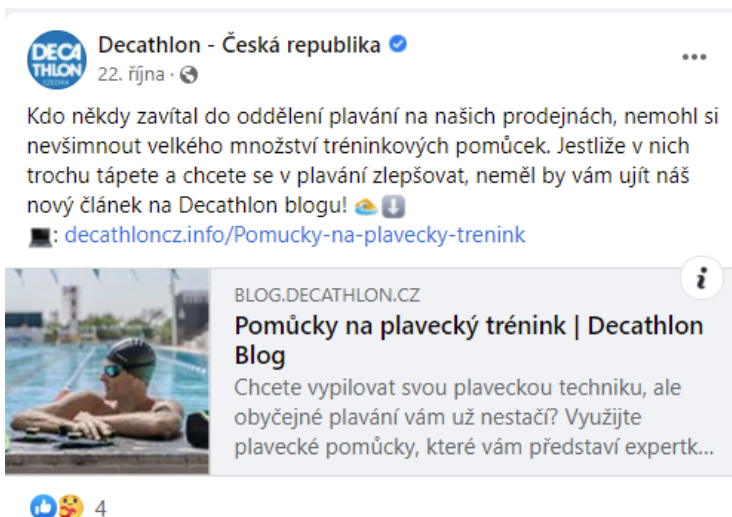 DECA
THLON
CZECHIA
Decathlon - Česká republika
22. října ·
Kdo někdy zavítal do oddělení plavání na našich prodejnách, nemohl si
nevšimnout velkého množství tréninkových pomůcek. Jestliže v nich
trochu tápete a chcete se v plavání zlepšovat, neměl by vám ujít náš
nový článek na Decathlon blogu! 🏊⬇️
💻: decathloncz.info/Pomucky-na-plavecky-trenink
BLOG.DECATHLON.CZ
Pomůcky na plavecký trénink | Decathlon
Blog
Chcete vypilovat svou plaveckou techniku, ale
obyčejné plavání vám už nestačí? Využijte
plavecké pomůcky, které vám představí expertk...
4